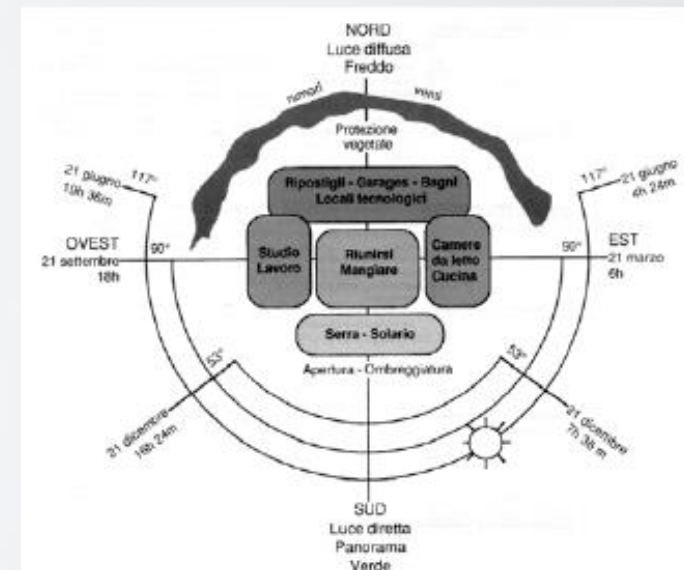 NORD
Luce diffusa
Freddo
rumori
venti
Protezione
vegetale
21 giugno
19h 36m
117°
117°
21 giugno
4h 24m
Ripostigli - Garages - Bagni
Locali tecnologici
OVEST
21 settembre
18h
90°
Studio
Lavoro
Riunirsi
Mangiare
Camere
da letto
Cucina
90°
EST
21 marzo
6h
Serra - Solario
53°
53°
Apertura - Ombreggiatura
21 dicembre
16h 24m
21 dicembre
7h 36 m
SUD
Luce diretta
Panorama
Verde